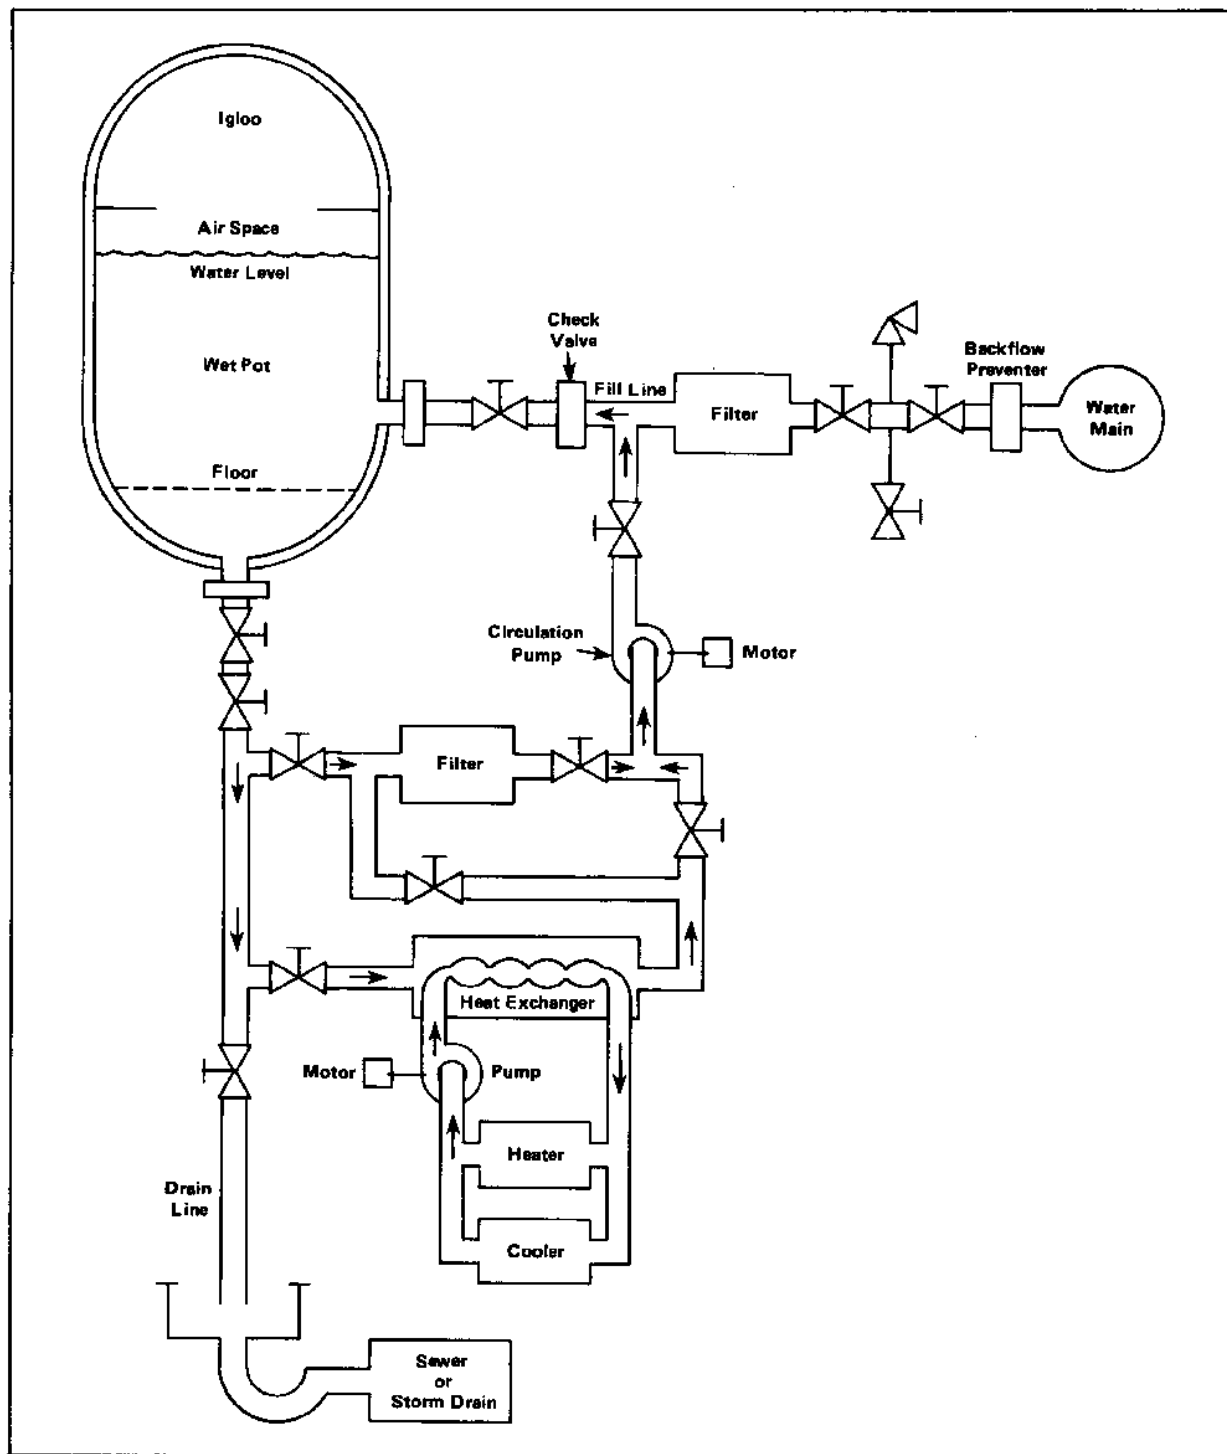 Igloo
Air Space
Water Level
Wet Pot
Floor
Check
Valve
Fill Line
Filter
Backflow
Preventer
Water
Main
Circulation
Pump
Motor
Filter
Heat Exchanger
Motor
Pump
Heater
Cooler
Drain
Line
Sewer
or
Storm Drain